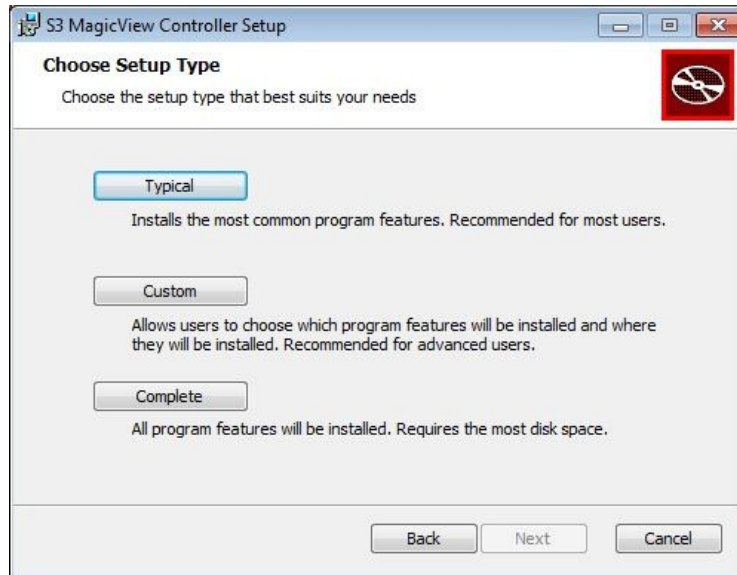 S3 MagicView Controller Setup
Choose Setup Type
Choose the setup type that best suits your needs
Typical
Installs the most common program features. Recommended for most users.
Custom
Allows users to choose which program features will be installed and where
they will be installed. Recommended for advanced users.
Complete
All program features will be installed. Requires the most disk space.
Back Next Cancel